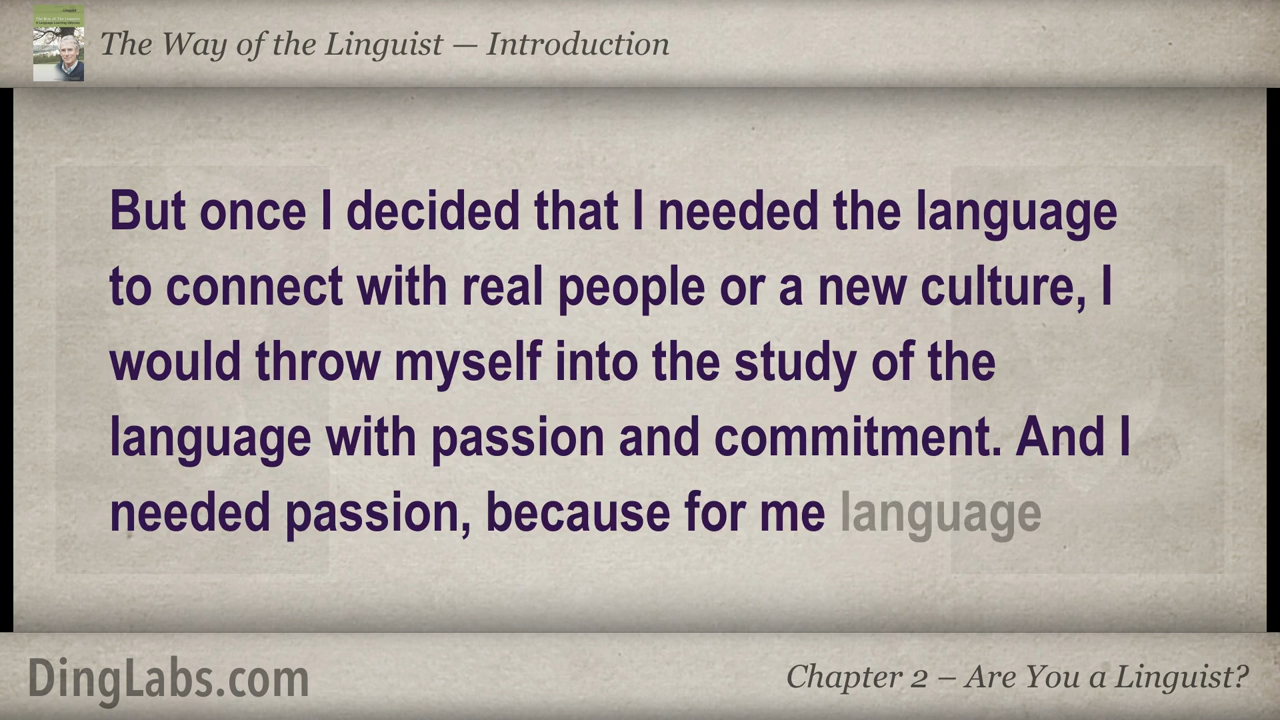 The Way of the Linguist — Introduction
But once I decided that I needed the language
to connect with real people or a new culture, I
would throw myself into the study of the
language with passion and commitment. And I
needed passion, because for me language
DingLabs.com
Chapter 2 – Are You a Linguist?